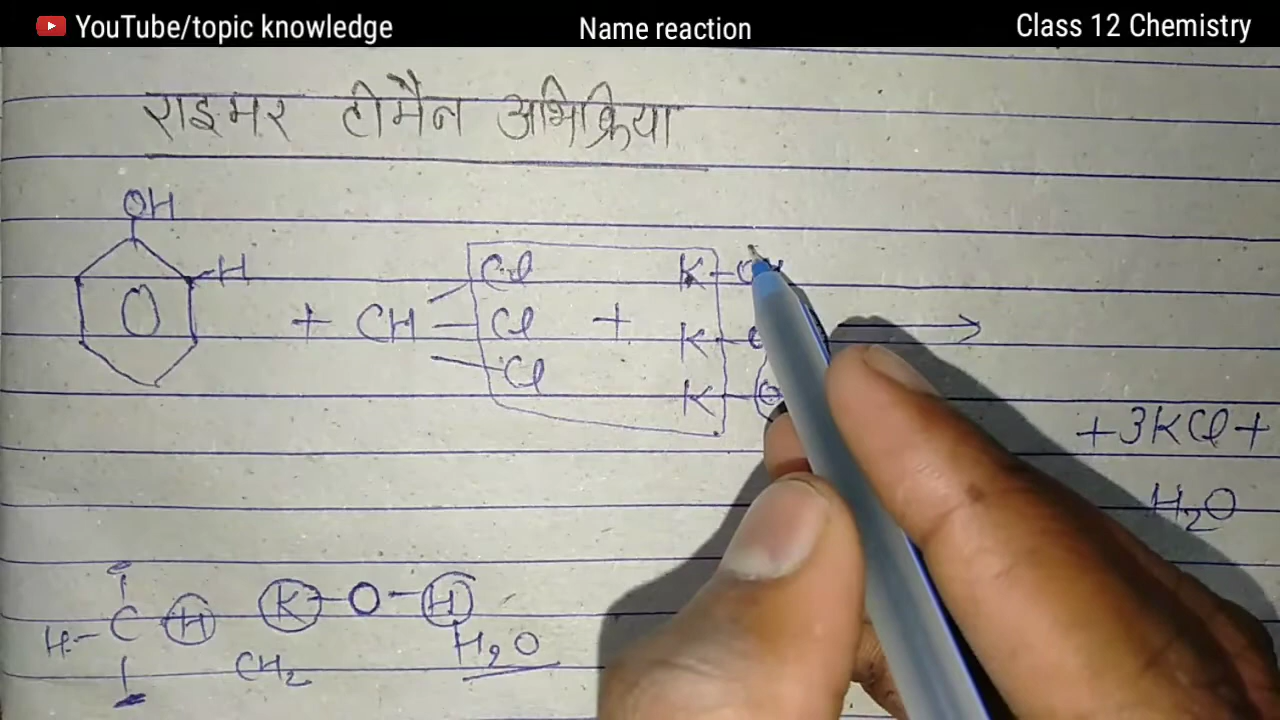 YouTube/topic knowledge Name reaction Class 12 Chemistry
राइमर टीमैन अभिक्रिया
OH
H
Cl K-OH
+ CH Cl + K →
Cl K-O
+3KCl+
H₂O
H-C H K-O-H
CH₂ H₂O